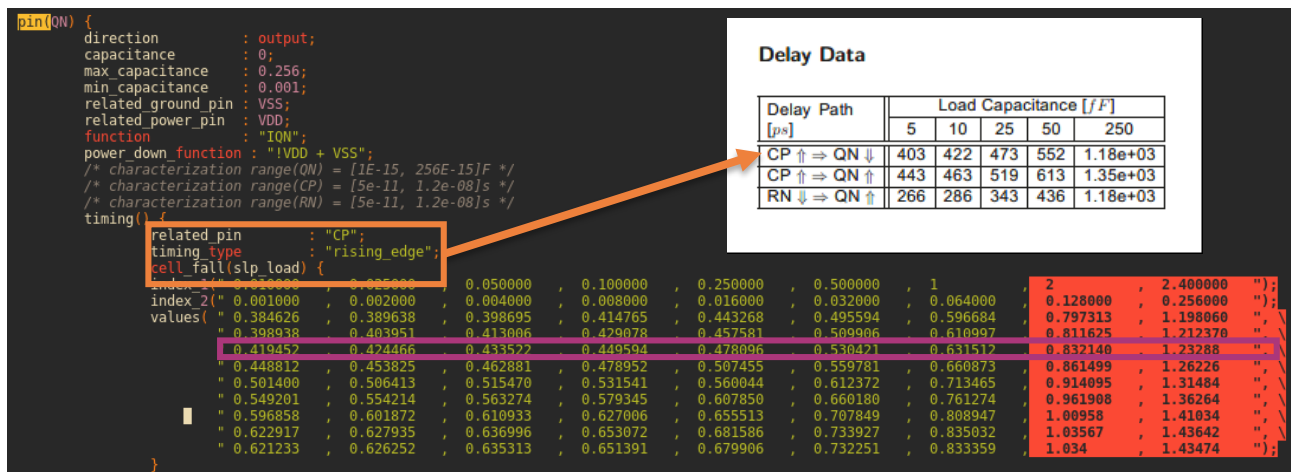 pin(QN) {
direction : output;
capacitance : 0;
max_capacitance : 0.256;
min_capacitance : 0.001;
related_ground_pin : VSS;
related_power_pin : VDD;
function : "IQN";
power_down_function : "!VDD + VSS";
/* characterization range(QN) = [1E-15, 256E-15]F */
/* characterization range(CP) = [5e-11, 1.2e-08]s */
/* characterization range(RN) = [5e-11, 1.2e-08]s */
timing() {
related_pin : "CP";
timing_type : "rising_edge";
cell_fall(slp_load) {
index_1(" 0.010000 , 0.025000 , 0.050000 , 0.100000 , 0.250000 , 0.500000 , 1 , 2 , 2.400000 ");
index_2(" 0.001000 , 0.002000 , 0.004000 , 0.008000 , 0.016000 , 0.032000 , 0.064000 , 0.128000 , 0.256000 ");
values( " 0.384626 , 0.389638 , 0.398695 , 0.414765 , 0.443268 , 0.495594 , 0.596684 , 0.797313 , 1.198060 ", \
" 0.398938 , 0.403951 , 0.413006 , 0.429078 , 0.457581 , 0.509906 , 0.610997 , 0.811625 , 1.212370 ", \
" 0.419452 , 0.424466 , 0.433522 , 0.449594 , 0.478096 , 0.530421 , 0.631512 , 0.832140 , 1.23288 ", \
" 0.448812 , 0.453825 , 0.462881 , 0.478952 , 0.507455 , 0.559781 , 0.660873 , 0.861499 , 1.26226 ", \
" 0.501400 , 0.506413 , 0.515470 , 0.531541 , 0.560044 , 0.612372 , 0.713465 , 0.914095 , 1.31484 ", \
" 0.549201 , 0.554214 , 0.563274 , 0.579345 , 0.607850 , 0.660180 , 0.761274 , 0.961908 , 1.36264 ", \
" 0.596858 , 0.601872 , 0.610933 , 0.627006 , 0.655513 , 0.707849 , 0.808947 , 1.00958 , 1.41034 ", \
" 0.622917 , 0.627935 , 0.636996 , 0.653072 , 0.681586 , 0.733927 , 0.835032 , 1.03567 , 1.43642 ", \
" 0.621233 , 0.626252 , 0.635313 , 0.651391 , 0.679906 , 0.732251 , 0.833359 , 1.034 , 1.43474 ");
}
Delay Data
Delay Path [ps] Load Capacitance [fF]
5 10 25 50 250
CP ⇑ ⇒ QN ⇓ 403 422 473 552 1.18e+03
CP ⇑ ⇒ QN ⇑ 443 463 519 613 1.35e+03
RN ⇓ ⇒ QN ⇑ 266 286 343 436 1.18e+03